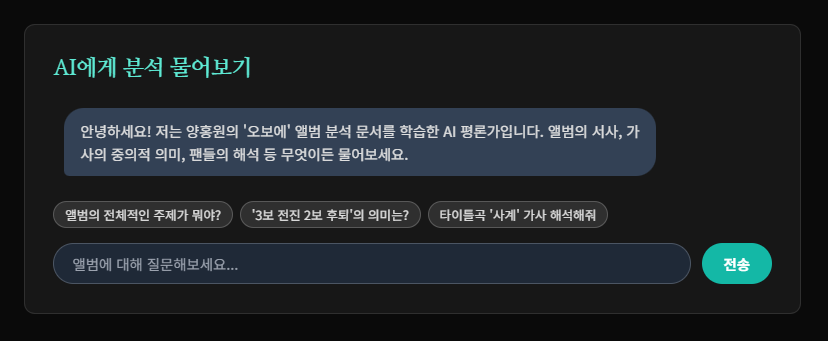 AI에게 분석 물어보기
안녕하세요! 저는 양홍원의 '오보에' 앨범 분석 문서를 학습한 AI 평론가입니다. 앨범의 서사, 가
사의 중의적 의미, 팬들의 해석 등 무엇이든 물어보세요.
앨범의 전체적인 주제가 뭐야? '3보 전진 2보 후퇴'의 의미는? 타이틀곡 '사계' 가사 해석해줘
앨범에 대해 질문해보세요... 전송